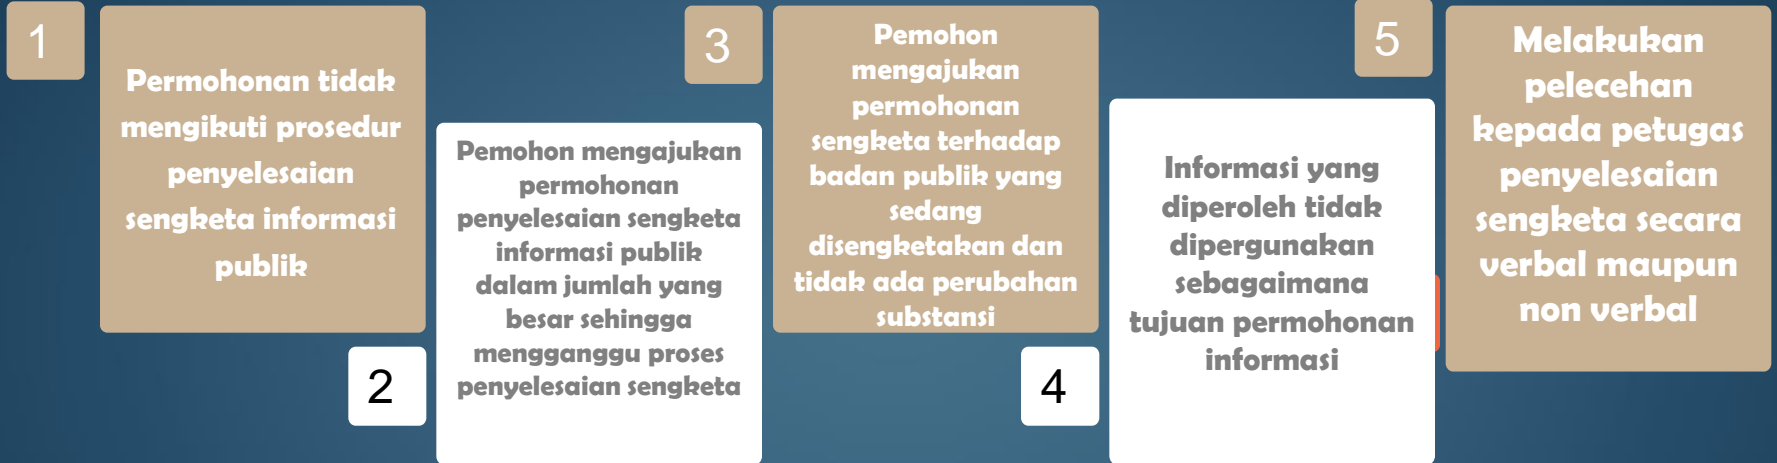 1
Permohonan tidak
mengikuti prosedur
penyelesaian
sengketa informasi
publik
2
Pemohon mengajukan
permohonan
penyelesaian sengketa
informasi publik
dalam jumlah yang
besar sehingga
mengganggu proses
penyelesaian sengketa
3
Pemohon
mengajukan
permohonan
sengketa terhadap
badan publik yang
sedang
disengketakan dan
tidak ada perubahan
substansi
4
Informasi yang
diperoleh tidak
dipergunakan
sebagaimana
tujuan permohonan
informasi
5
Melakukan
pelecehan
kepada petugas
penyelesaian
sengketa secara
verbal maupun
non verbal